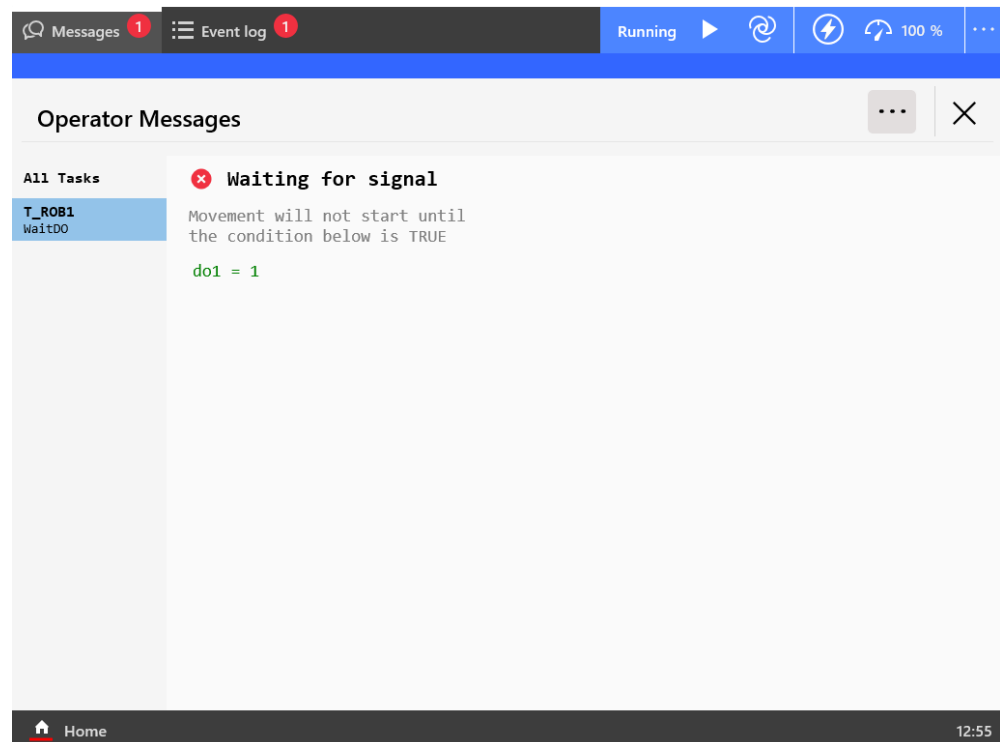 Messages 1 Event log 1 Running 100 % ...
Operator Messages ...
All Tasks
T_ROB1
WaitDO
Waiting for signal
Movement will not start until
the condition below is TRUE
do1 = 1
Home 12:55